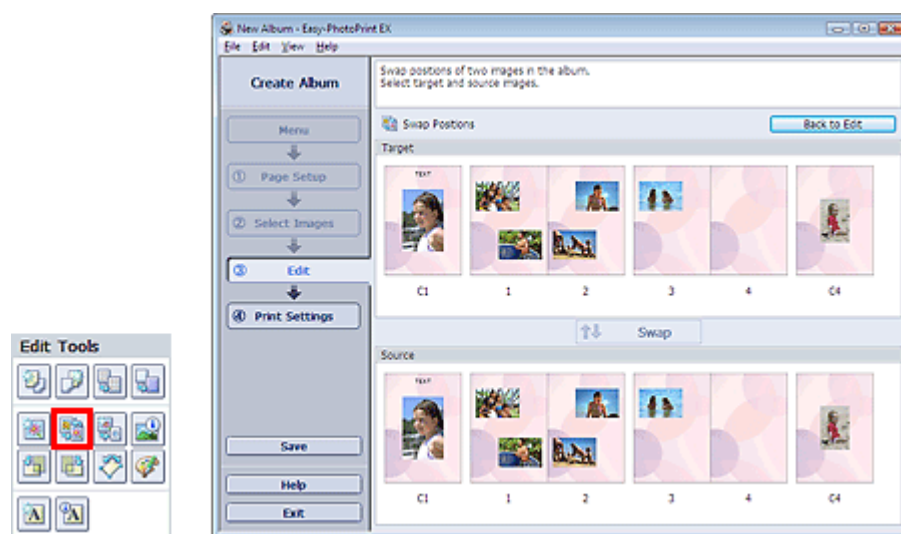 New Album - Easy-PhotoPrint EX
File Edit View Help
Create Album
Swap positions of two images in the album.
Select target and source images.
Menu
Swap Positions
Back to Edit
Target
① Page Setup
TEXT
② Select Images
③ Edit
C1 1 2 3 4 C4
④ Print Settings
Swap
Edit Tools
Source
TEXT
Save
Help
C1 1 2 3 4 C4
Exit
A A